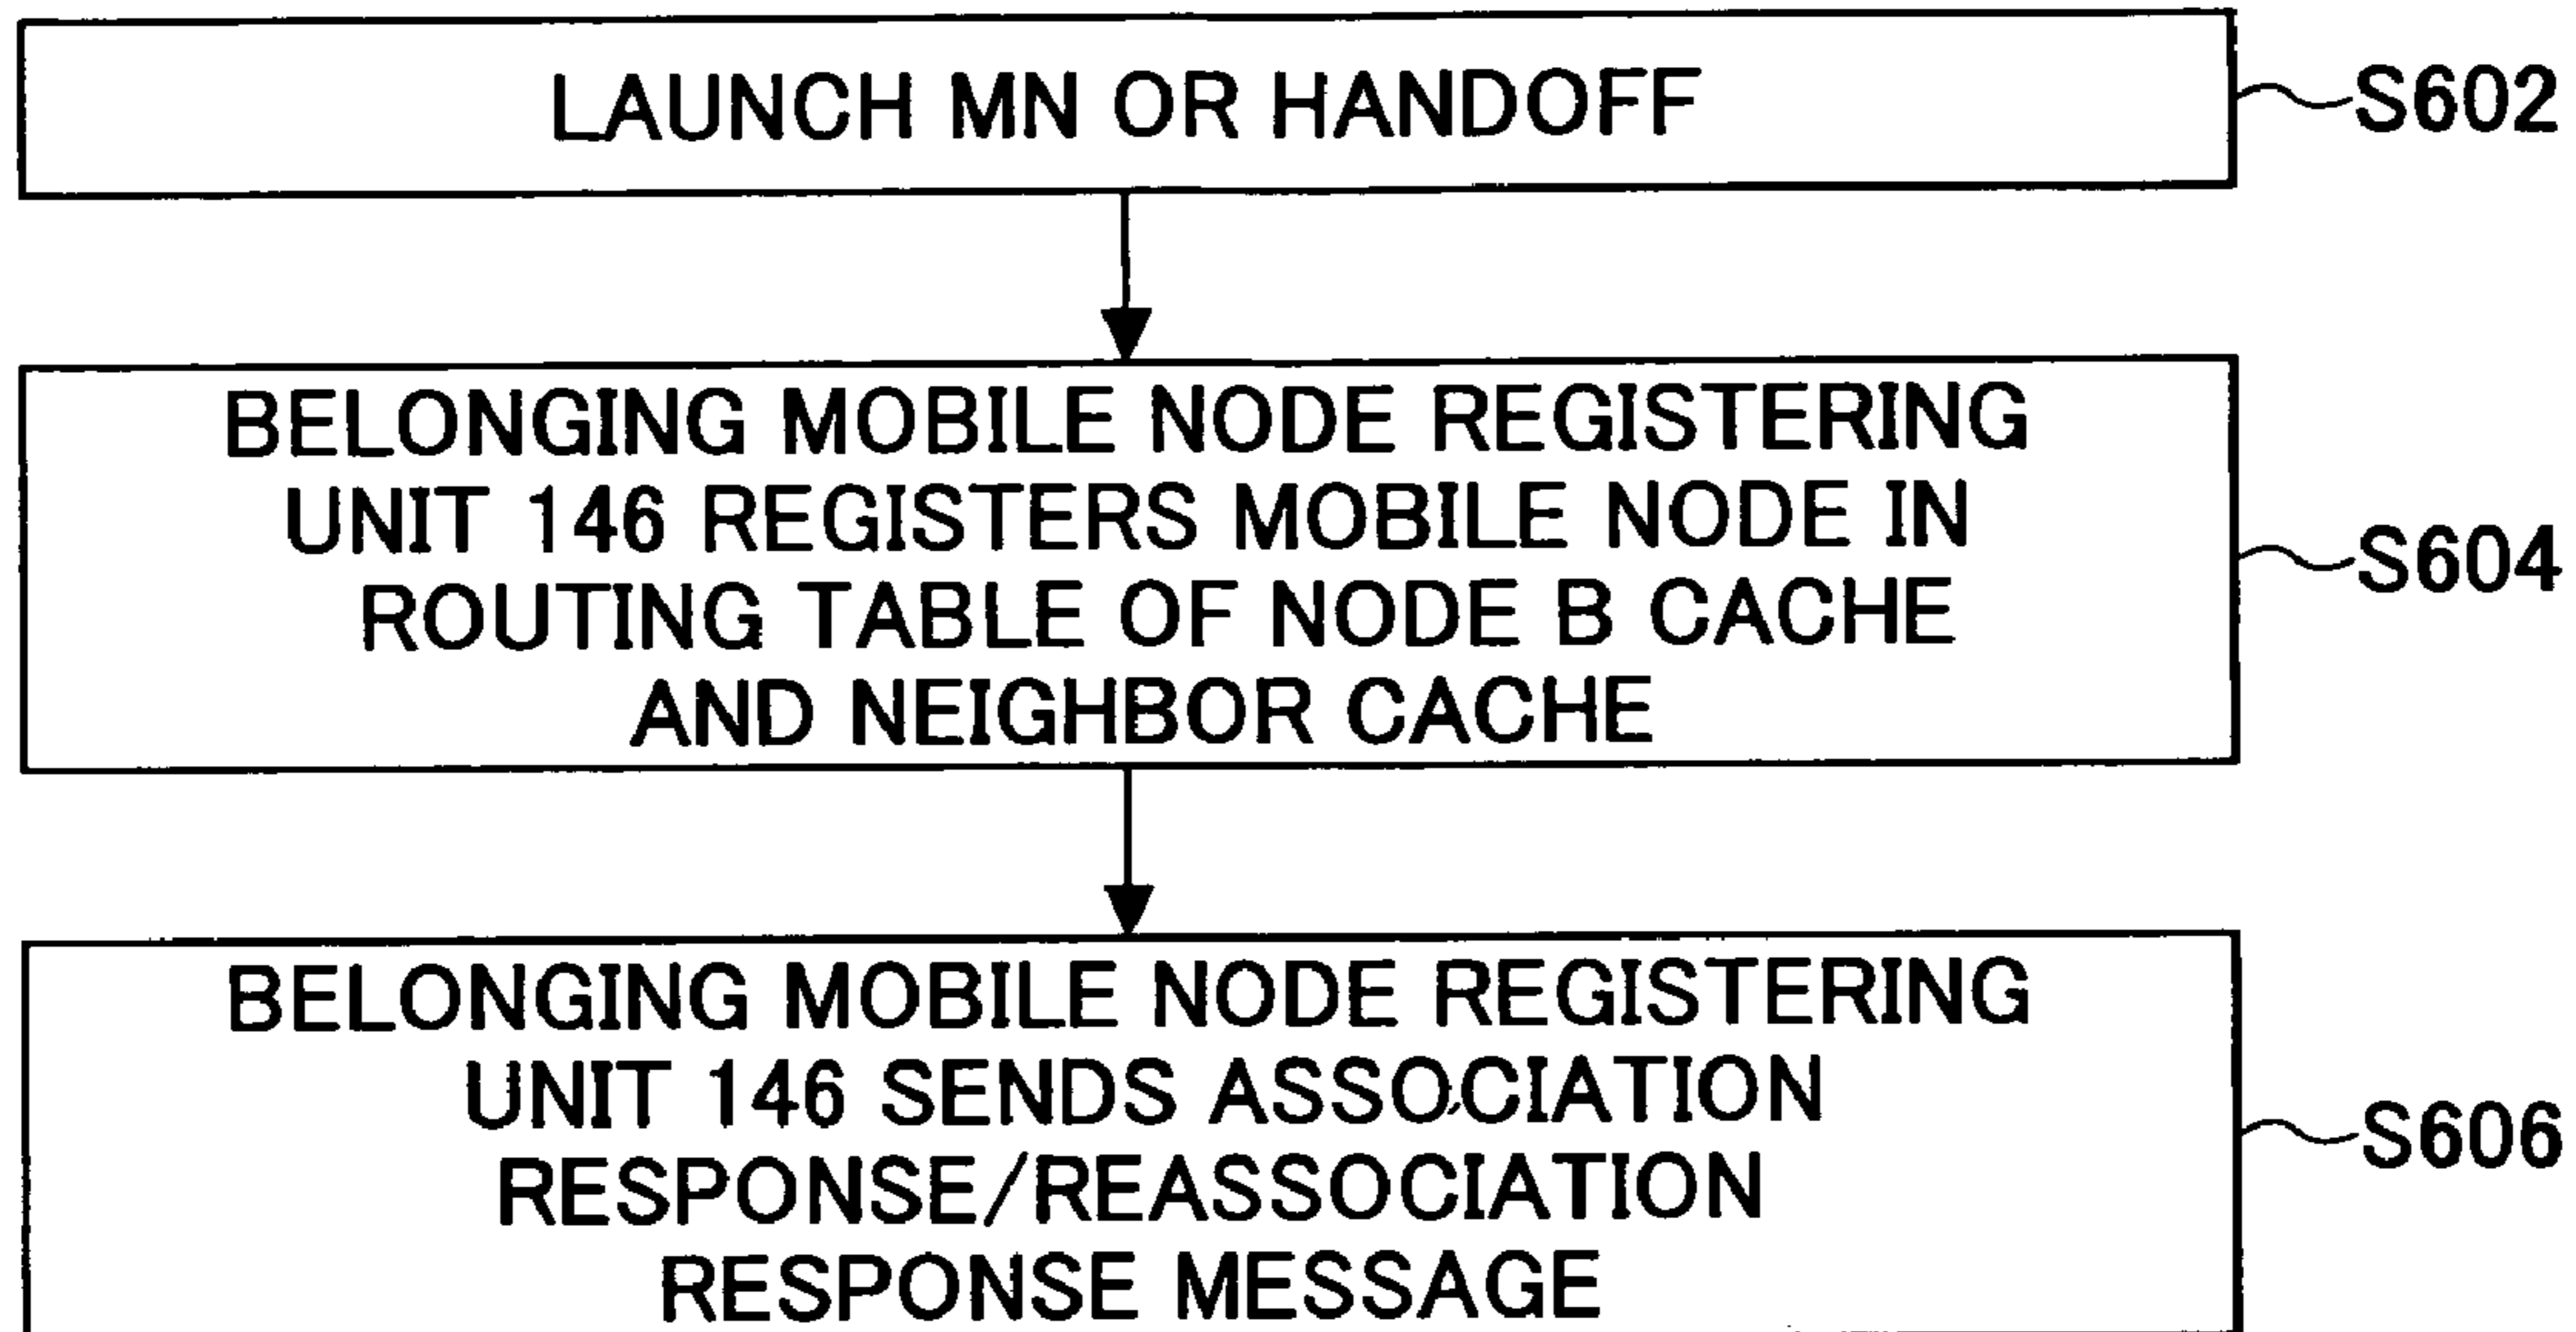 LAUNCH MN OR HANDOFF
S602
BELONGING MOBILE NODE REGISTERING
UNIT 146 REGISTERS MOBILE NODE IN
ROUTING TABLE OF NODE B CACHE
AND NEIGHBOR CACHE
S604
BELONGING MOBILE NODE REGISTERING
UNIT 146 SENDS ASSOCIATION
RESPONSE/REASSOCIATION
RESPONSE MESSAGE
S606